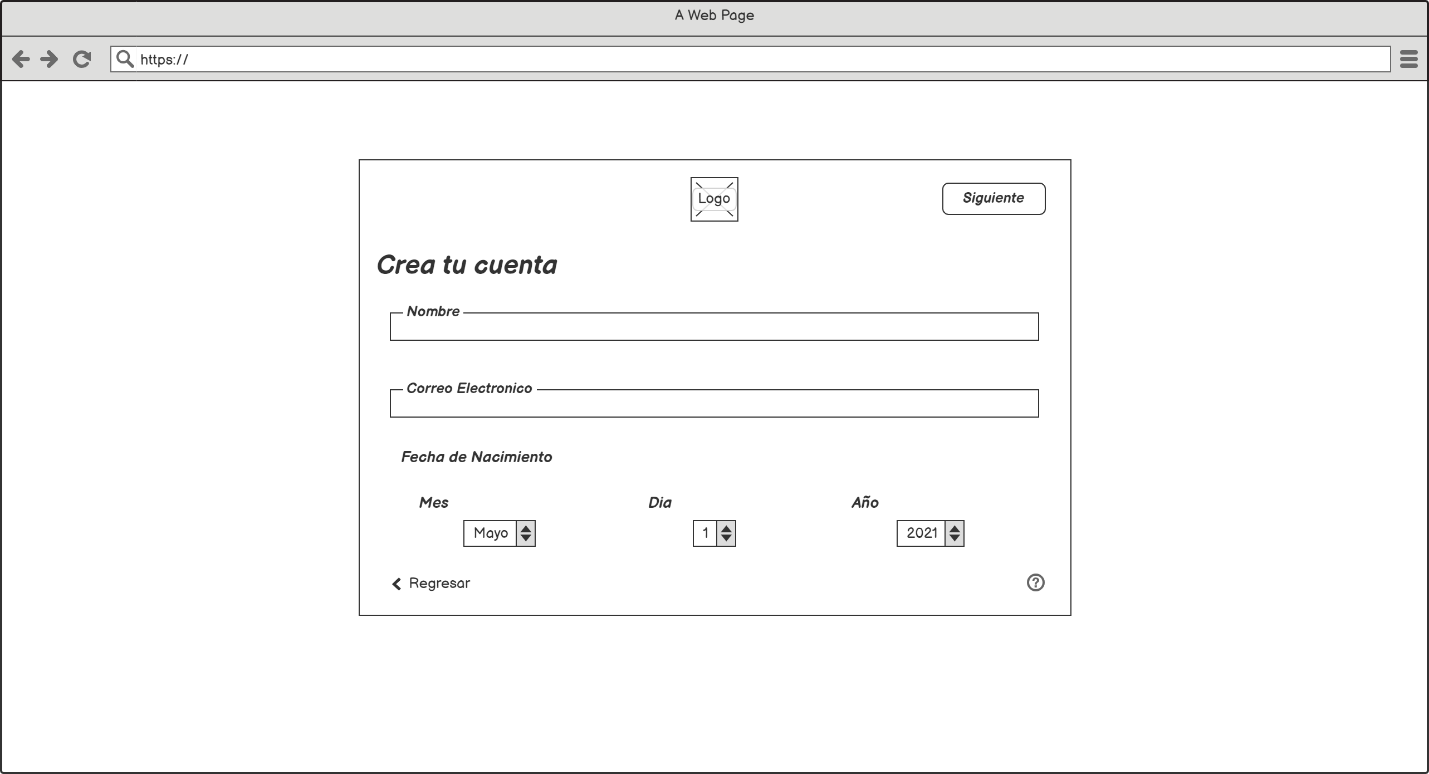 A Web Page
https://
Logo
Siguiente
Crea tu cuenta
Nombre
Correo Electronico
Fecha de Nacimiento
Mes Dia Año
Mayo 1 2021
Regresar ?